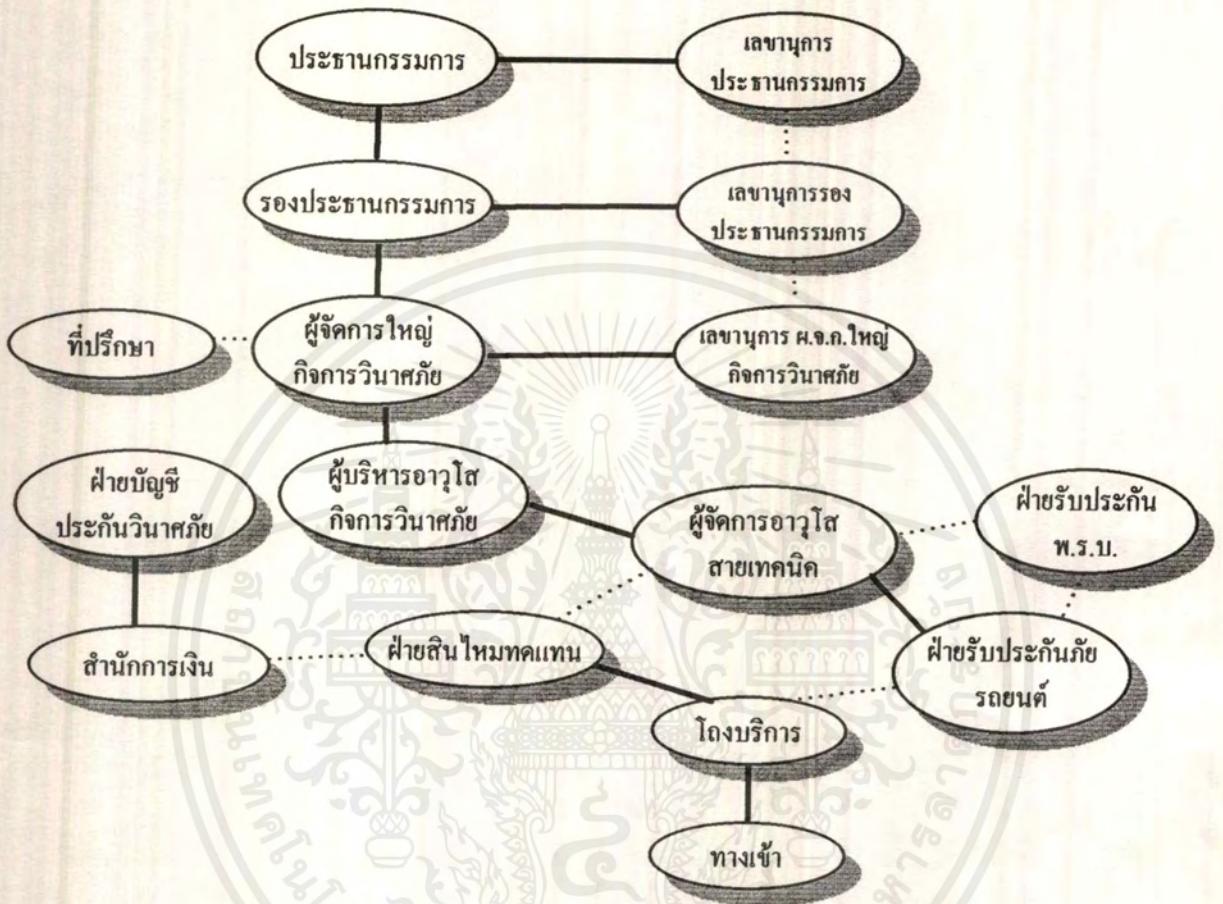 ประธานกรรมการ
เลขานุการ
ประธานกรรมการ
รองประธานกรรมการ
เลขานุการรอง
ประธานกรรมการ
ที่ปรึกษา
ผู้จัดการใหญ่
กิจการวินาศภัย
เลขานุการ ผ.จ.ก.ใหญ่
กิจการวินาศภัย
ฝ่ายบัญชี
ประกันวินาศภัย
ผู้บริหารอาวุโส
กิจการวินาศภัย
ผู้จัดการอาวุโส
สายเทคนิค
ฝ่ายรับประกัน
พ.ร.บ.
สำนักการเงิน
ฝ่ายสินไหมทดแทน
ฝ่ายรับประกันภัย
รถยนต์
โถงบริการ
ทางเข้า